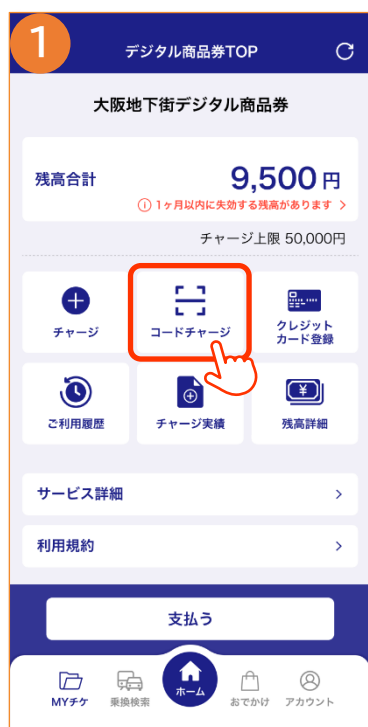 1
デジタル商品券TOP
大阪地下街デジタル商品券
残高合計
9,500 円
1ヶ月以内に失効する残高があります
チャージ上限 50,000円
チャージ
コードチャージ
クレジット
カード登録
ご利用履歴
チャージ実績
残高詳細
サービス詳細
利用規約
支払う
MYチケ
乗換検索
ホーム
おでかけ
アカウント